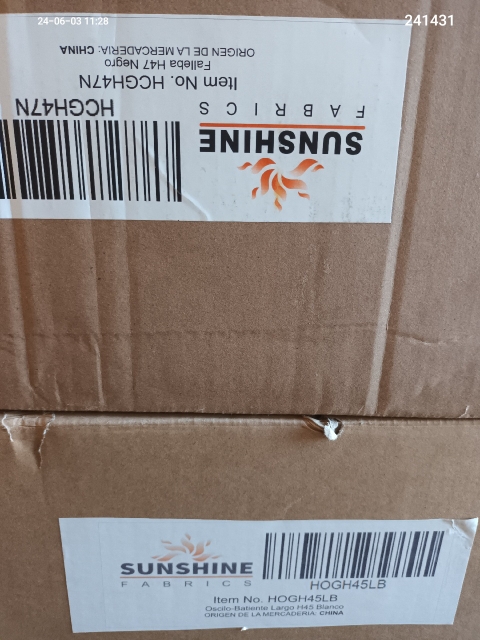 24-06-03 11:28
241431
SUNSHINE
FABRICS
HCGH47N
Item No. HCGH47N
Falleba H47 Negro
ORIGEN DE LA MERCADERIA: CHINA
SUNSHINE
FABRICS
HOGH45LB
Item No. HOGH45LB
Oscilo-Batiente Largo H45 Blanco
ORIGEN DE LA MERCADERIA: CHINA